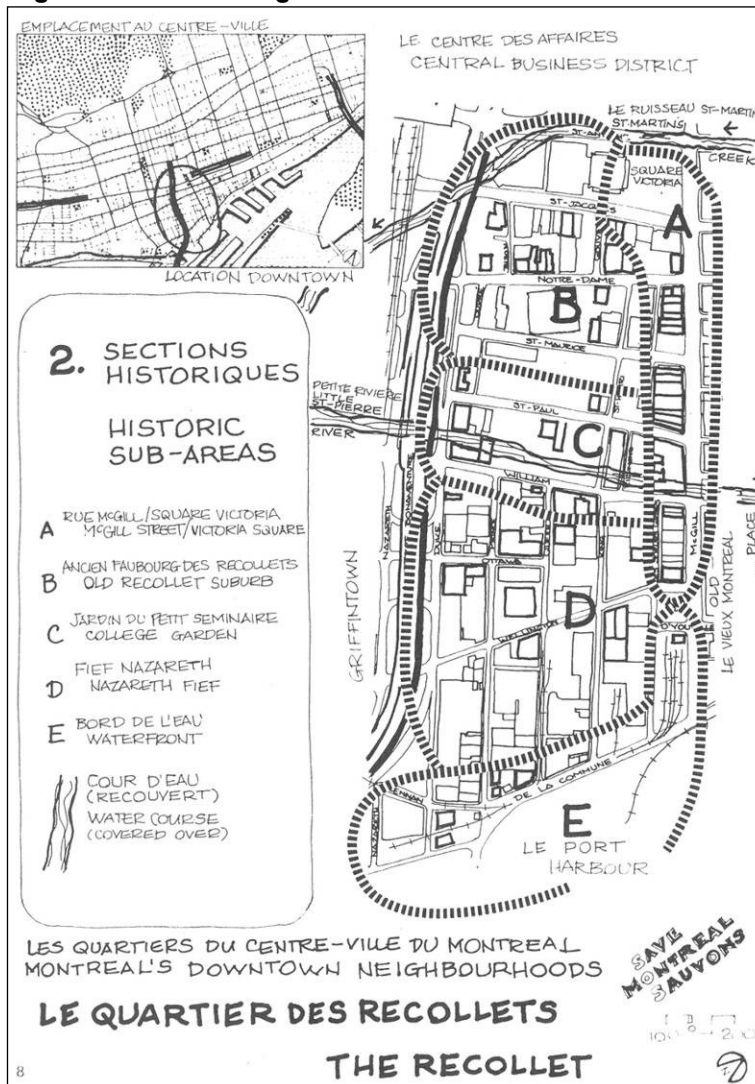 EMPLACEMENT AU CENTRE-VILLE
LOCATION DOWNTOWN
LE CENTRE DES AFFAIRES
CENTRAL BUSINESS DISTRICT
LE RUISSEAU ST-MARTIN
ST-MARTINS
CREEK
SQUARE
VICTORIA
ST-JACQUES
A
NOTRE-DAME
B
ST-MAURICE
ST-PAUL
C
WILLIAM
PETITE RIVIERE
LITTLE
ST-PIERRE
RIVER
PLACE
2. SECTIONS
HISTORIQUES
HISTORIC
SUB-AREAS
A RUE McGILL/SQUARE VICTORIA
McGILL STREET/VICTORIA SQUARE
B ANCIEN FAUBOURG DES RECOLLETS
OLD RECOLLET SUBURB
C JARDIN DU PETIT SEMINAIRE
COLLEGE GARDEN
D FIEF NAZARETH
NAZARETH FIEF
E BORD DE L'EAU
WATERFRONT
COUR D'EAU
(RECOUVERT)
WATER COURSE
(COVERED OVER)
NAZARETH
BONAVENTURE
GRIFFINTOWN
OTTAWA
McGILL
OLD
LE VIEUX MONTREAL
D
WELLINGTON
D'YOU
DE LA COMMUNE
NAZARETH
E
LE PORT
HARBOUR
LES QUARTIERS DU CENTRE-VILLE DU MONTREAL
MONTREAL'S DOWNTOWN NEIGHBOURHOODS
SAVE
MONTREAL
SAUVONS
LE QUARTIER DES RECOLLETS
THE RECOLLET
8